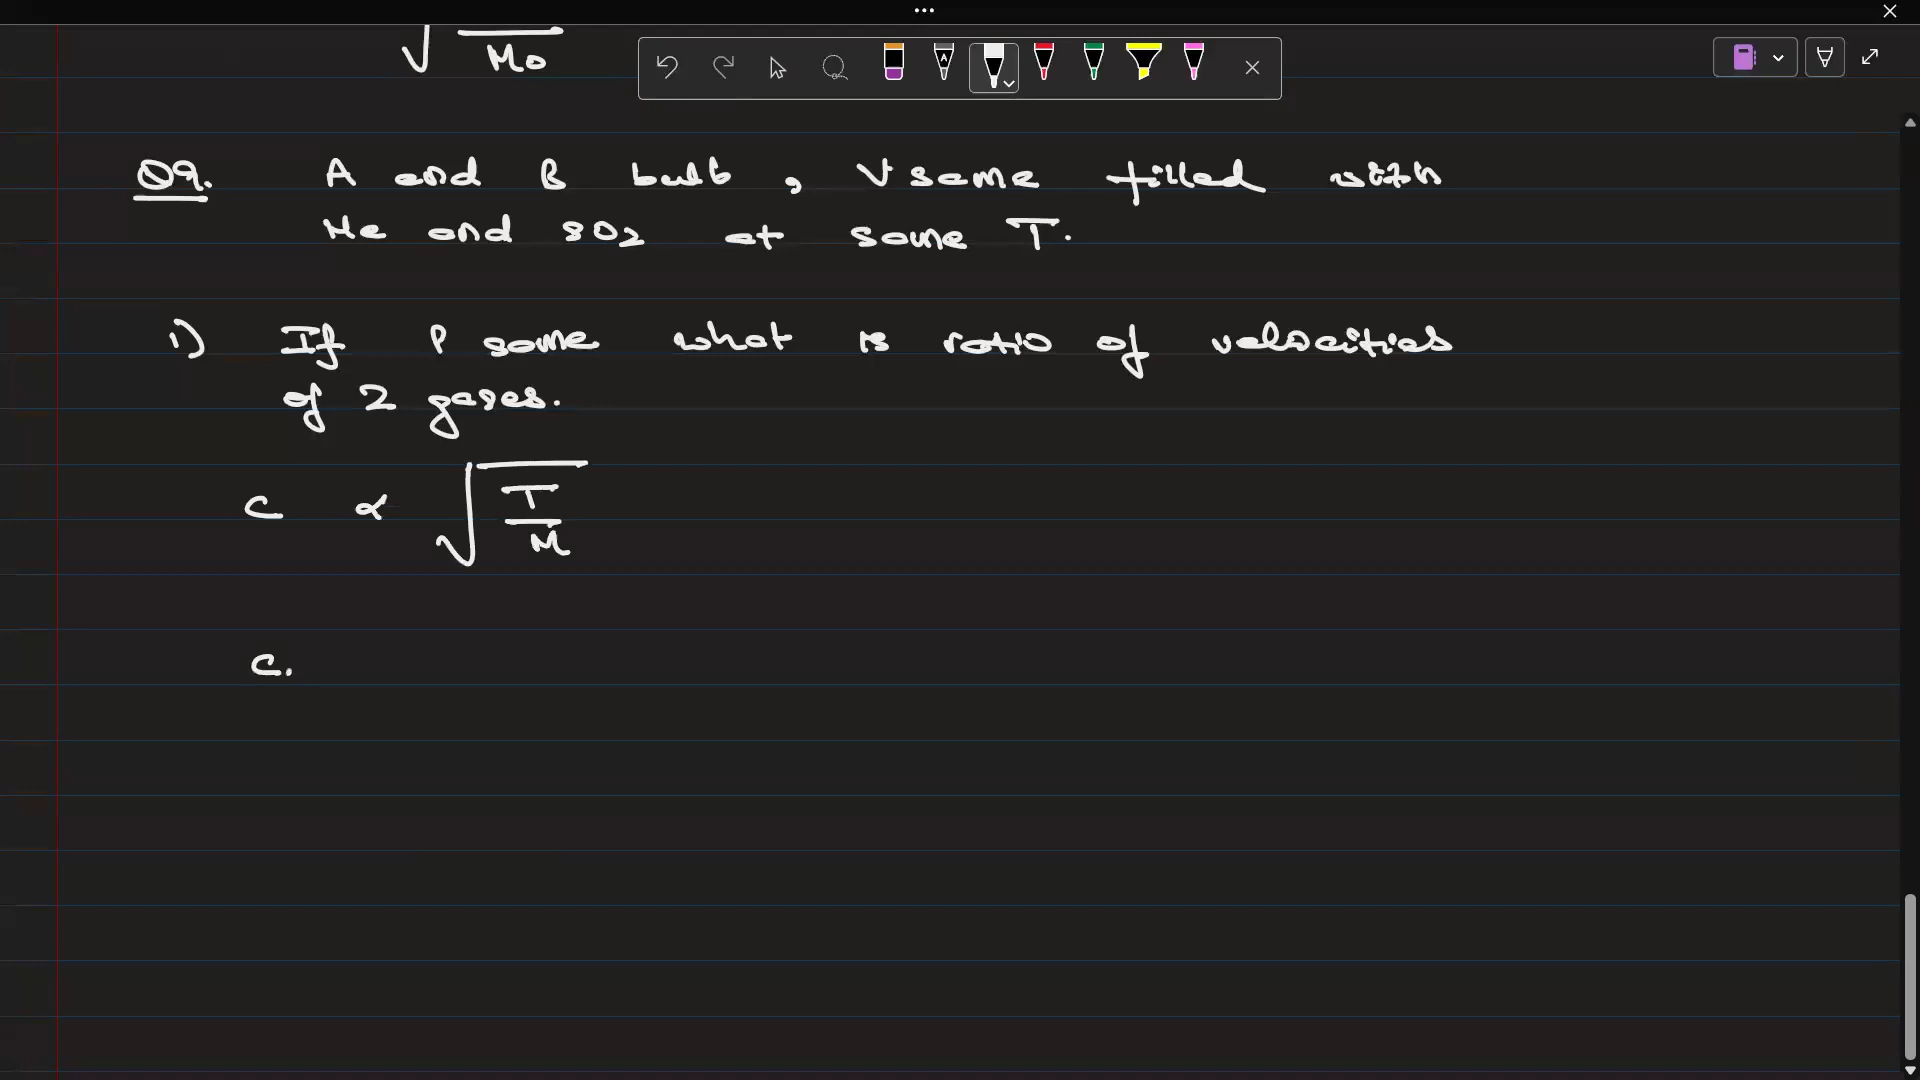 √ M0
Q9. A and B bulb, V same filled with
He and SO2 at same T.
1) If P same what is ratio of velocities
of 2 gases.
C ∝ √(T/M)
C.